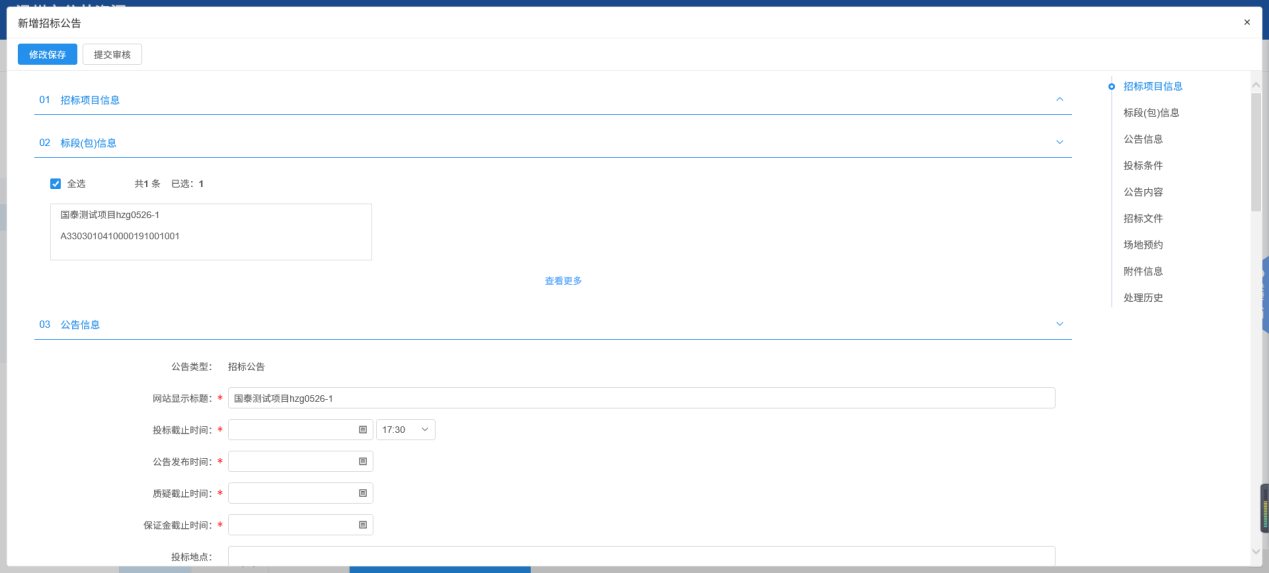 新增招标公告 ×
修改保存 提交审核
01 招标项目信息
02 标段(包)信息
全选 共1 条 已选：1
国泰测试项目hzg0526-1
A3303010410000191001001
查看更多
03 公告信息
公告类型： 招标公告
网站显示标题：* 国泰测试项目hzg0526-1
投标截止时间：* 17:30
公告发布时间：*
质疑截止时间：*
保证金截止时间：*
投标地点：
招标项目信息
标段(包)信息
公告信息
投标条件
公告内容
招标文件
场地预约
附件信息
处理历史